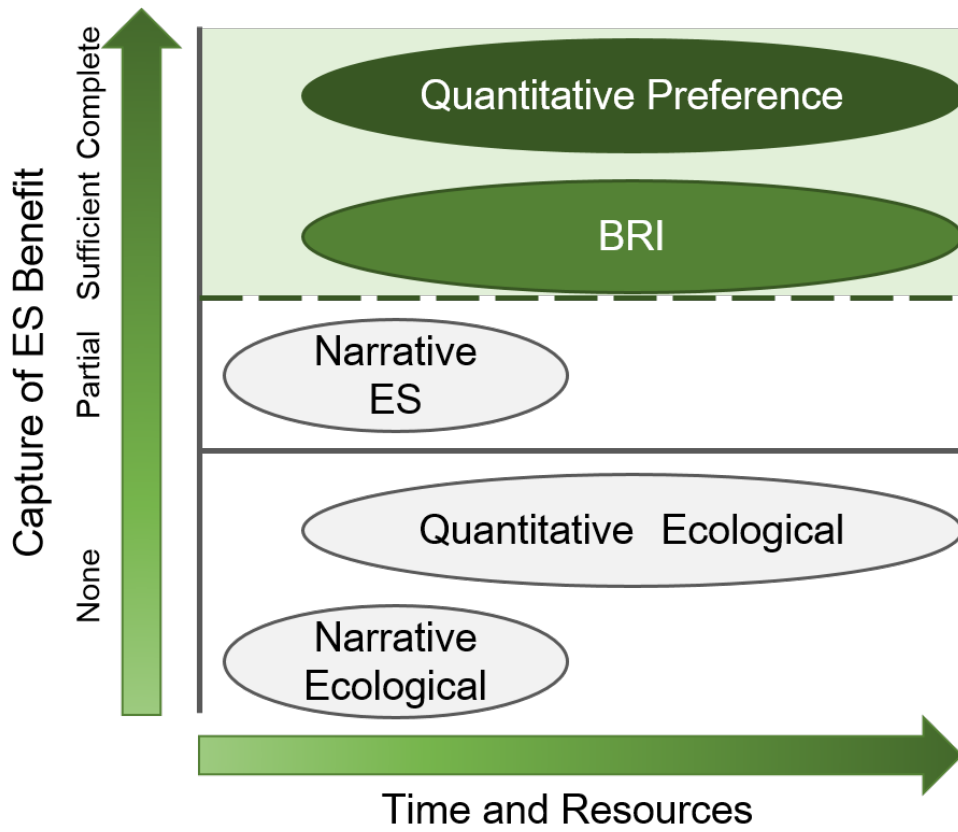 Capture of ES Benefit
Complete
Sufficient
Partial
None
Quantitative Preference
BRI
Narrative
ES
Quantitative Ecological
Narrative
Ecological
Time and Resources